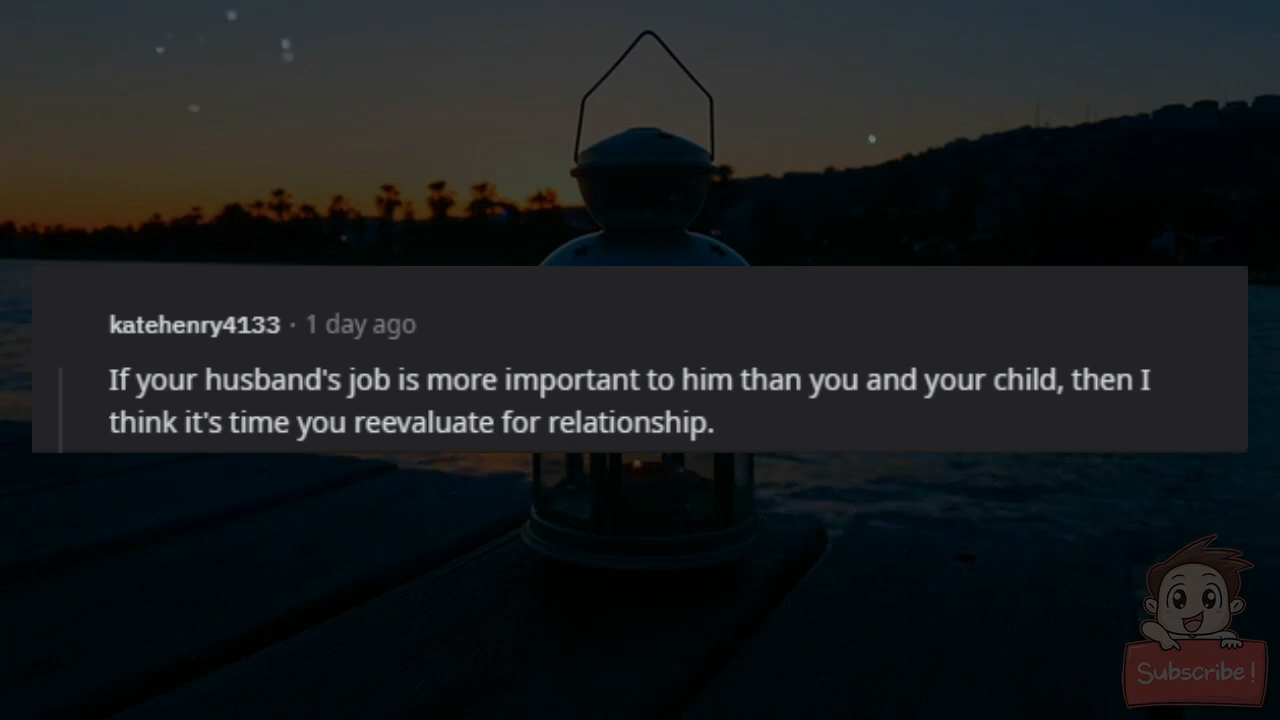 katehenry4133 · 1 day ago
If your husband's job is more important to him than you and your child, then I
think it's time you reevaluate for relationship.
Subscribe!